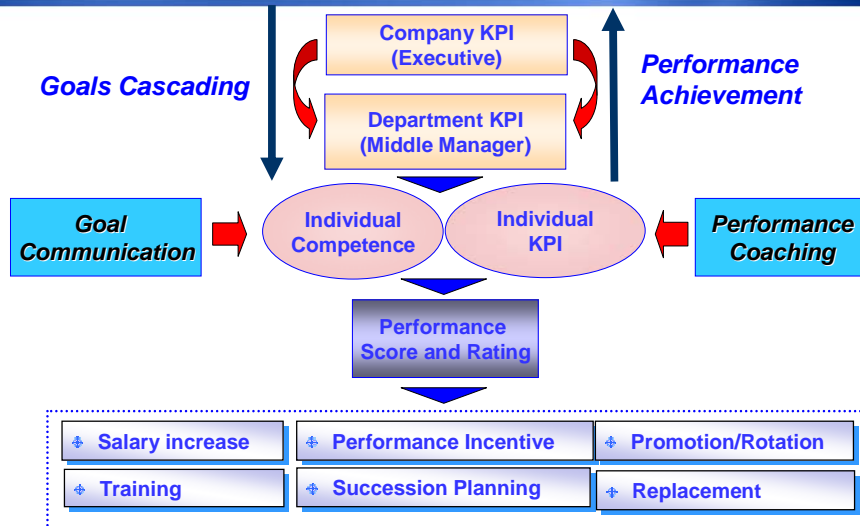 Company KPI
(Executive)
Goals Cascading
Performance
Achievement
Department KPI
(Middle Manager)
Goal
Communication
Individual
Competence
Individual
KPI
Performance
Coaching
Performance
Score and Rating
Salary increase
Performance Incentive
Promotion/Rotation
Training
Succession Planning
Replacement